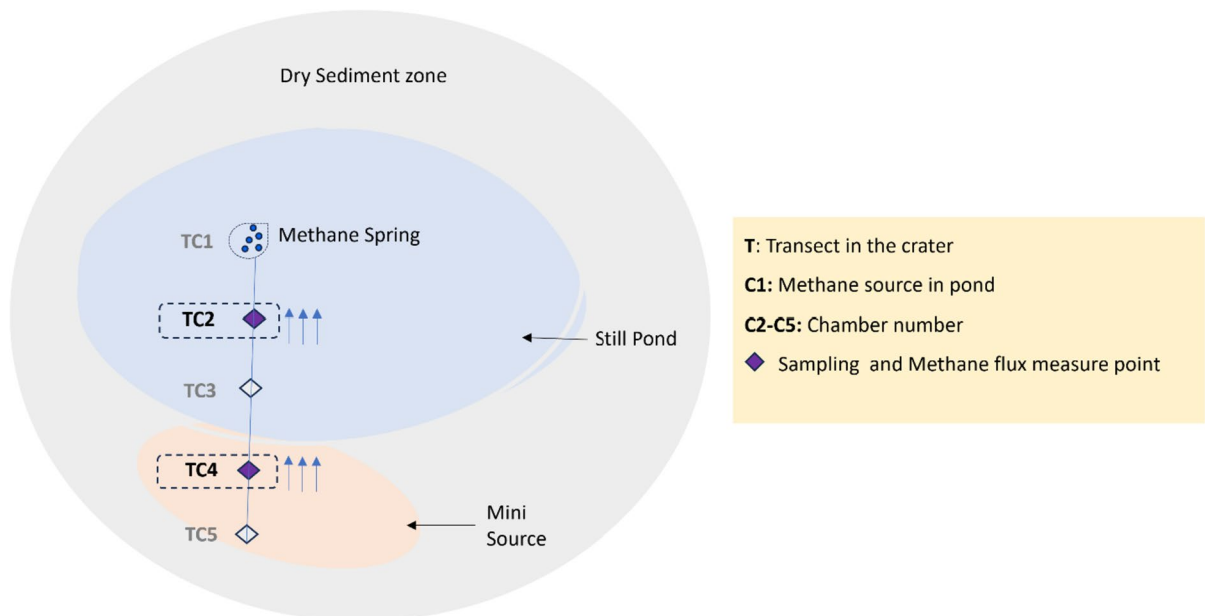 Dry Sediment zone
TC1
Methane Spring
TC2
Still Pond
TC3
TC4
Mini
Source
TC5
T: Transect in the crater
C1: Methane source in pond
C2-C5: Chamber number
Sampling and Methane flux measure point